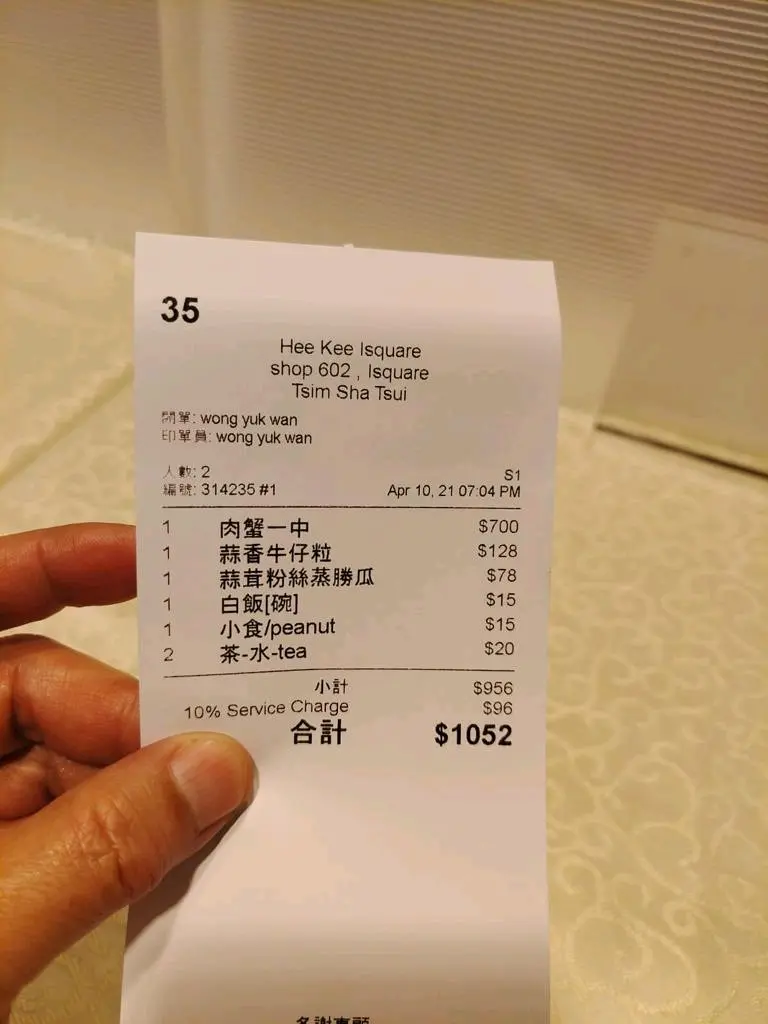 35
Hee Kee Isquare
shop 602 , Isquare
Tsim Sha Tsui
開單: wong yuk wan
印單員: wong yuk wan
人數: 2 S1
編號: 314235 #1 Apr 10, 21 07:04 PM
1 肉蟹一中 $700
1 蒜香牛仔粒 $128
1 蒜茸粉絲蒸勝瓜 $78
1 白飯[碗] $15
1 小食/peanut $15
2 茶-水-tea $20
小計 $956
10% Service Charge $96
合計 $1052
多謝惠顧